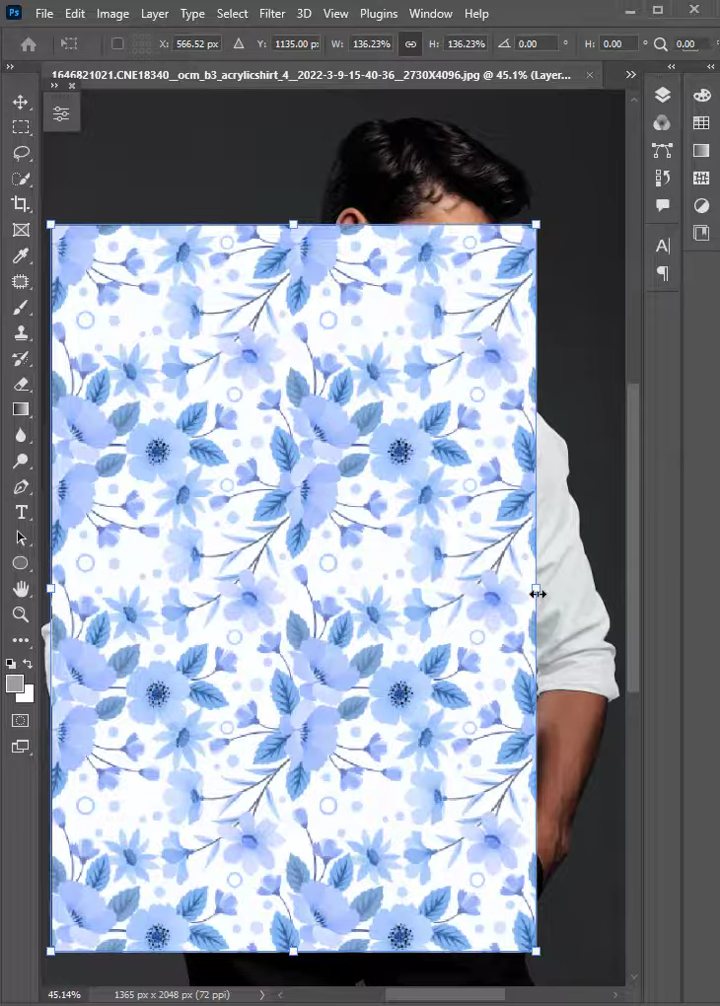 Ps File Edit Image Layer Type Select Filter 3D View Plugins Window Help
X: 566.52 px Y: 1135.00 px W: 136.23% H: 136.23% 0.00 ° H: 0.00 ° 0.00
1646821021.CNE18340__ocm_b3_acrylicshirt_4__2022-3-9-15-40-36__2730X4096.jpg @ 45.1% (Layer... ×
45.14% 1365 px x 2048 px (72 ppi)